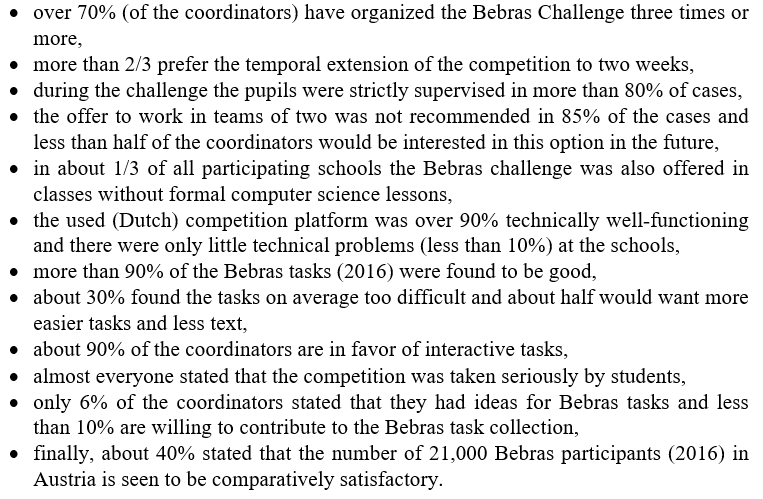 • over 70% (of the coordinators) have organized the Bebras Challenge three times or
more,
• more than 2/3 prefer the temporal extension of the competition to two weeks,
• during the challenge the pupils were strictly supervised in more than 80% of cases,
• the offer to work in teams of two was not recommended in 85% of the cases and
less than half of the coordinators would be interested in this option in the future,
• in about 1/3 of all participating schools the Bebras challenge was also offered in
classes without formal computer science lessons,
• the used (Dutch) competition platform was over 90% technically well-functioning
and there were only little technical problems (less than 10%) at the schools,
• more than 90% of the Bebras tasks (2016) were found to be good,
• about 30% found the tasks on average too difficult and about half would want more
easier tasks and less text,
• about 90% of the coordinators are in favor of interactive tasks,
• almost everyone stated that the competition was taken seriously by students,
• only 6% of the coordinators stated that they had ideas for Bebras tasks and less
than 10% are willing to contribute to the Bebras task collection,
• finally, about 40% stated that the number of 21,000 Bebras participants (2016) in
Austria is seen to be comparatively satisfactory.